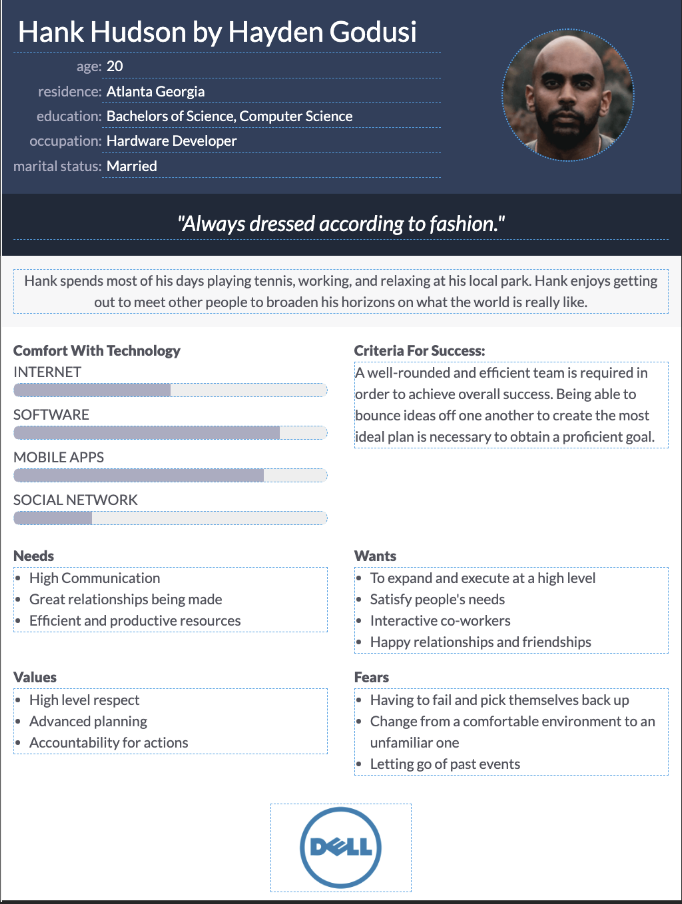 Hank Hudson by Hayden Godusi
age: 20
residence: Atlanta Georgia
education: Bachelors of Science, Computer Science
occupation: Hardware Developer
marital status: Married
"Always dressed according to fashion."
Hank spends most of his days playing tennis, working, and relaxing at his local park. Hank enjoys getting
out to meet other people to broaden his horizons on what the world is really like.
Comfort With Technology
INTERNET
SOFTWARE
MOBILE APPS
SOCIAL NETWORK
Criteria For Success:
A well-rounded and efficient team is required in
order to achieve overall success. Being able to
bounce ideas off one another to create the most
ideal plan is necessary to obtain a proficient goal.
Needs
• High Communication
• Great relationships being made
• Efficient and productive resources
Wants
• To expand and execute at a high level
• Satisfy people's needs
• Interactive co-workers
• Happy relationships and friendships
Values
• High level respect
• Advanced planning
• Accountability for actions
Fears
• Having to fail and pick themselves back up
• Change from a comfortable environment to an
unfamiliar one
• Letting go of past events
DELL